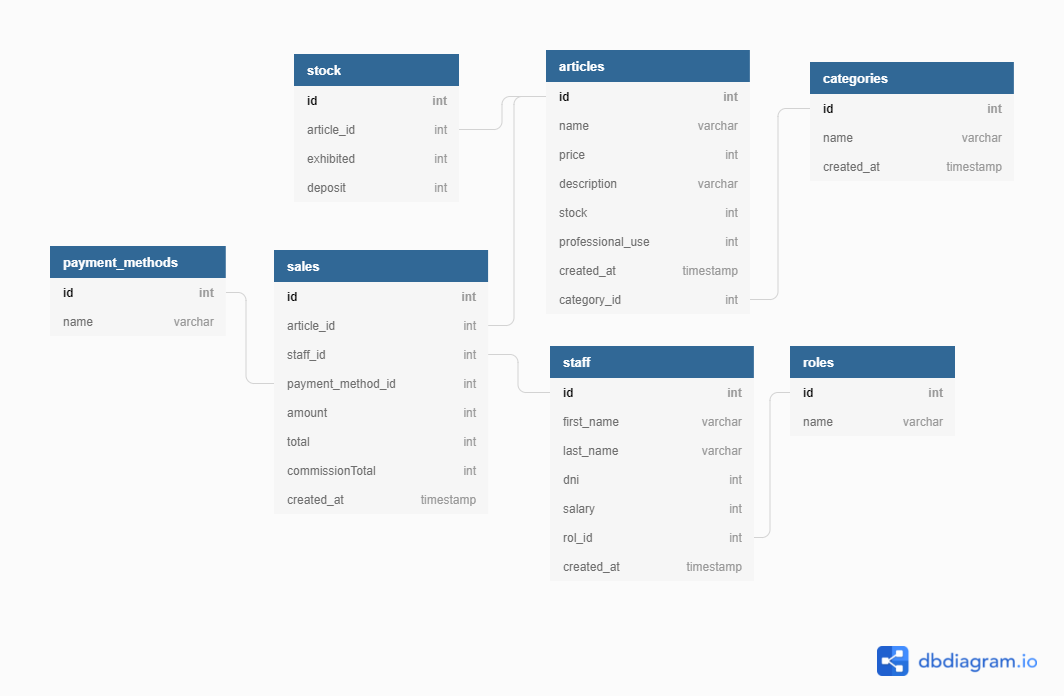 stock
id int
article_id int
exhibited int
deposit int
articles
id int
name varchar
price int
description varchar
stock int
professional_use int
created_at timestamp
category_id int
categories
id int
name varchar
created_at timestamp
payment_methods
id int
name varchar
sales
id int
article_id int
staff_id int
payment_method_id int
amount int
total int
commissionTotal int
created_at timestamp
staff
id int
first_name varchar
last_name varchar
dni int
salary int
rol_id int
created_at timestamp
roles
id int
name varchar
dbdiagram.io